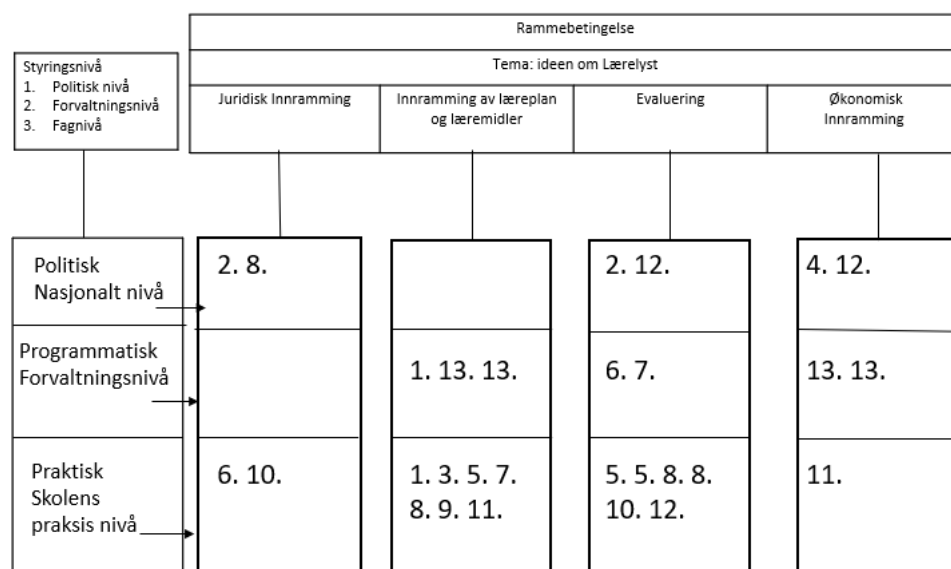 Rammebetingelse
Tema: ideen om Lærelyst
Styringsnivå
1. Politisk nivå
2. Forvaltningsnivå
3. Fagnivå
Juridisk Innramming
Innramming av læreplan
og læremidler
Evaluering
Økonomisk
Innramming
Politisk
Nasjonalt nivå
2. 8.
2. 12.
4. 12.
Programmatisk
Forvaltningsnivå
1. 13. 13.
6. 7.
13. 13.
Praktisk
Skolens
praksis nivå
6. 10.
1. 3. 5. 7.
8. 9. 11.
5. 5. 8. 8.
10. 12.
11.